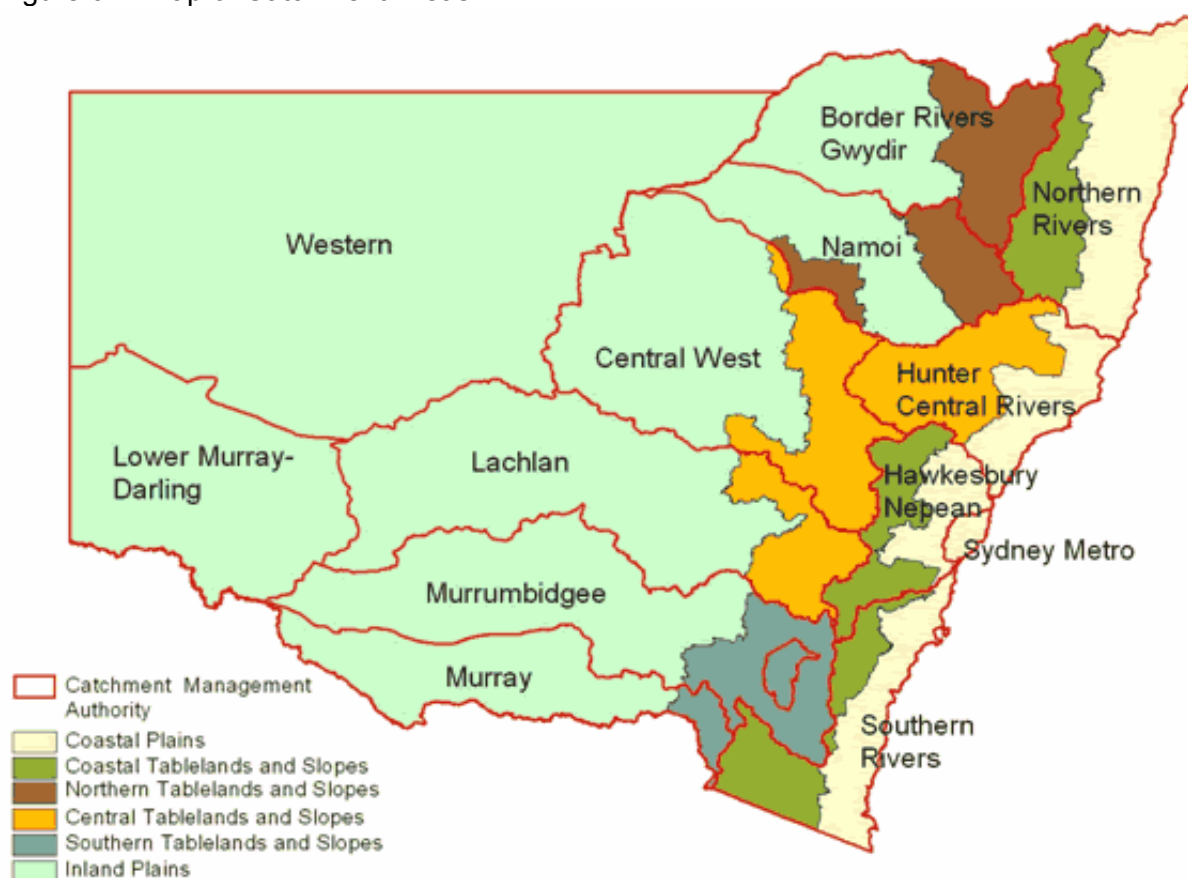 Border Rivers
Gwydir
Northern
Rivers
Western
Namoi
Central West
Hunter
Central Rivers
Lower Murray-
Darling
Lachlan
Hawkesbury
Nepean
Sydney Metro
Murrumbidgee
Murray
Southern
Rivers
Catchment Management
Authority
Coastal Plains
Coastal Tablelands and Slopes
Northern Tablelands and Slopes
Central Tablelands and Slopes
Southern Tablelands and Slopes
Inland Plains